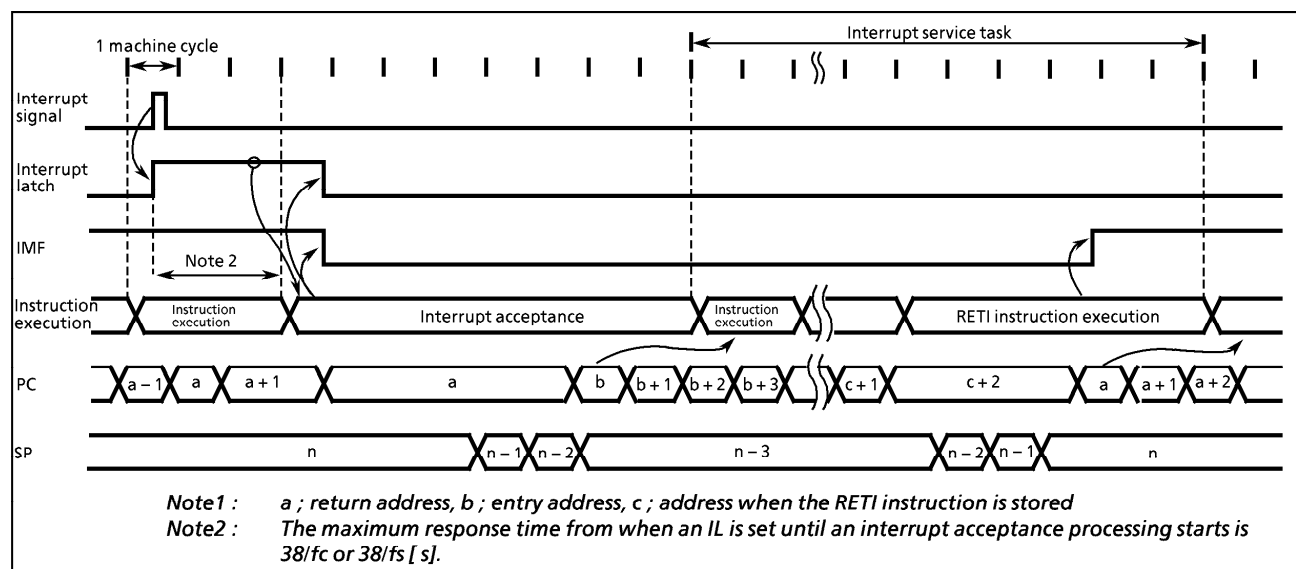 Interrupt service task
1 machine cycle
Interrupt
signal
Interrupt
latch
IMF
Note 2
Instruction
execution
Instruction
execution
Interrupt acceptance
Instruction
execution
RETI instruction execution
PC
a – 1
a
a + 1
a
b
b + 1
b + 2
b + 3
c + 1
c + 2
a
a + 1
a + 2
SP
n
n – 1
n – 2
n – 3
n – 2
n – 1
n
Note1 : a ; return address, b ; entry address, c ; address when the RETI instruction is stored
Note2 : The maximum response time from when an IL is set until an interrupt acceptance processing starts is
38/fc or 38/fs [ s].